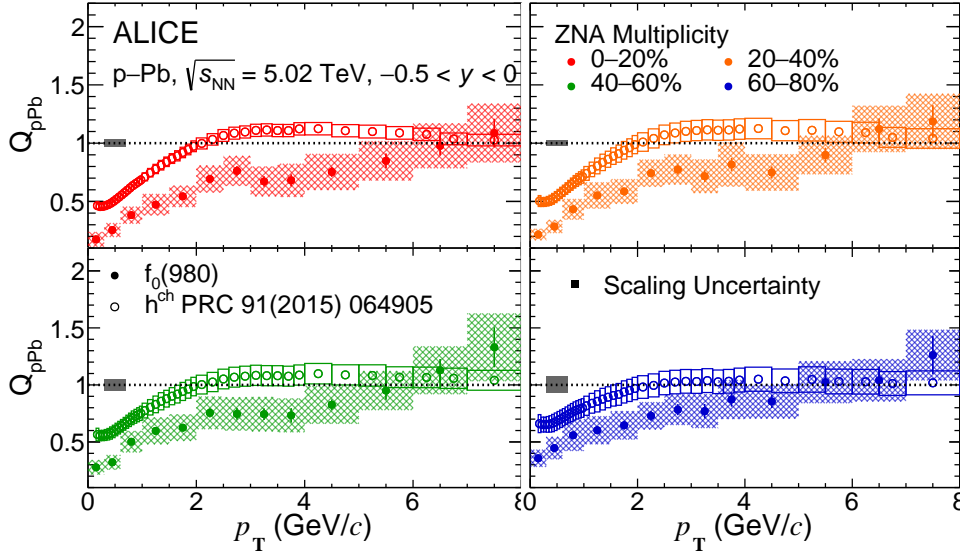 ALICE
p–Pb, √sNN = 5.02 TeV, −0.5 < y < 0
ZNA Multiplicity
0–20%
20–40%
40–60%
60–80%
QpPb
2
1.5
1
0.5
f0(980)
hch PRC 91(2015) 064905
Scaling Uncertainty
QpPb
2
1.5
1
0.5
0 2 4 6 8
2 4 6 8
pT (GeV/c)
pT (GeV/c)